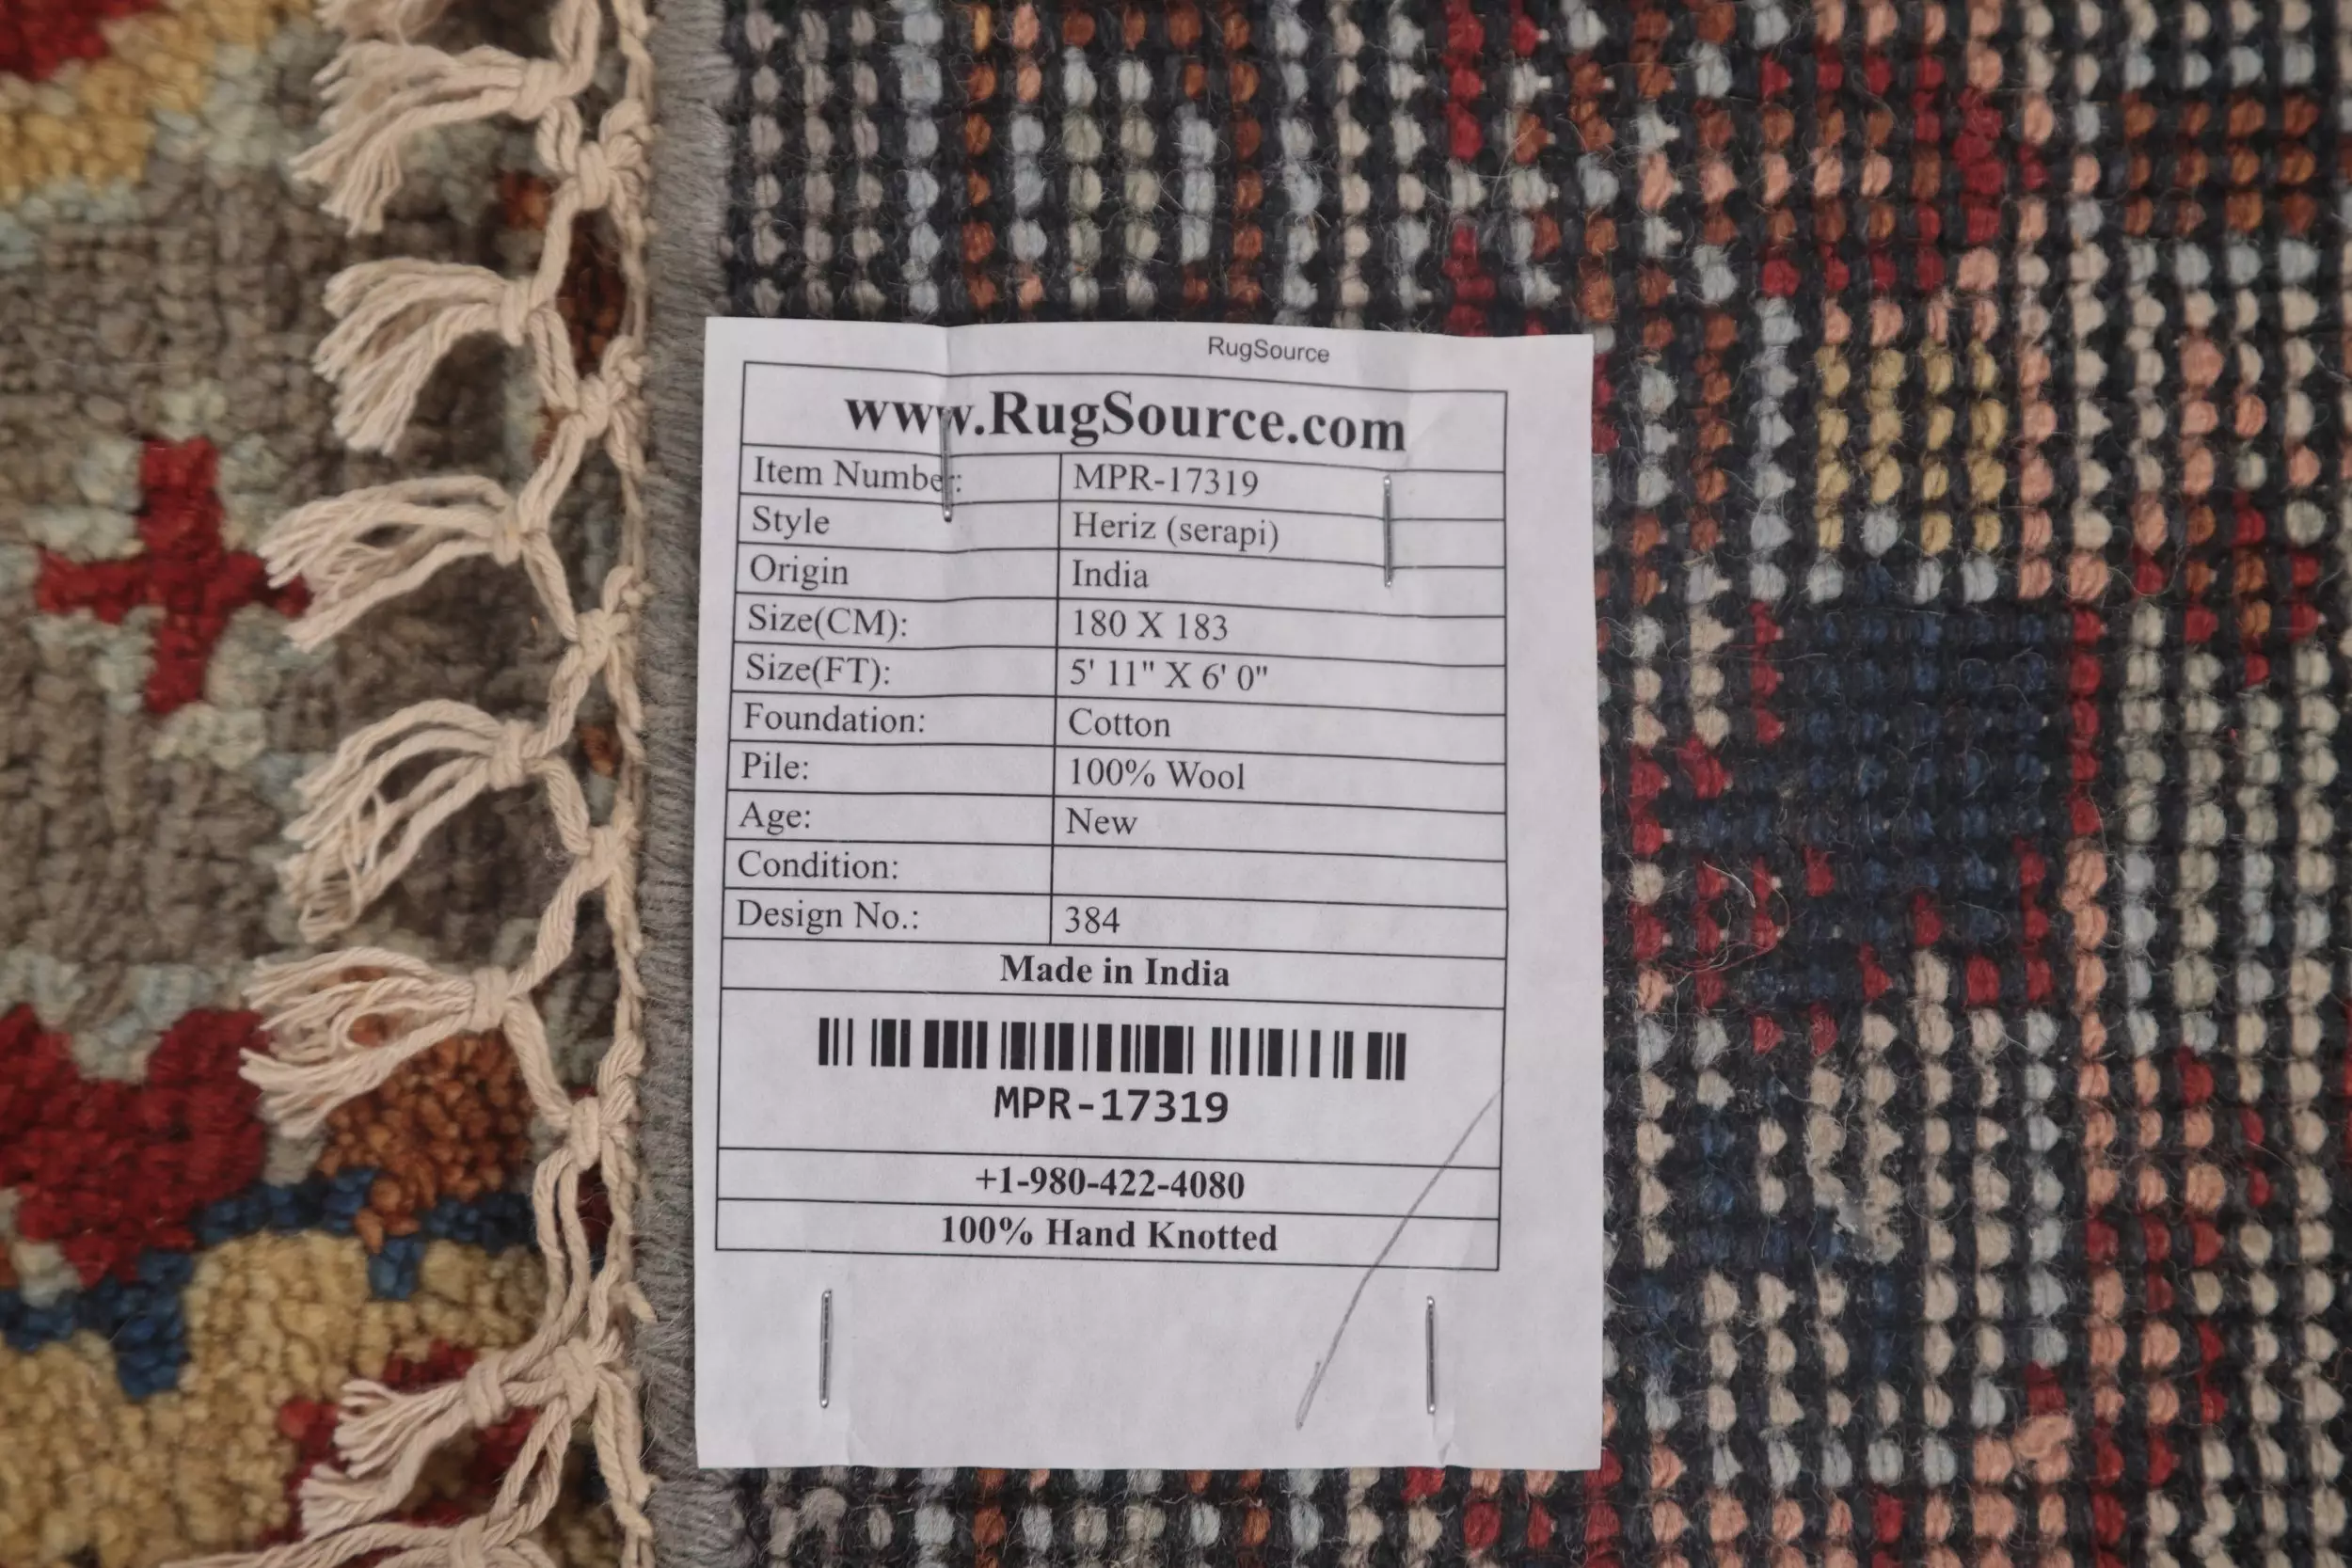 RugSource
www.RugSource.com
Item Number: MPR-17319
Style Heriz (serapi)
Origin India
Size(CM): 180 X 183
Size(FT): 5' 11" X 6' 0"
Foundation: Cotton
Pile: 100% Wool
Age: New
Condition:
Design No.: 384
Made in India
MPR-17319
+1-980-422-4080
100% Hand Knotted